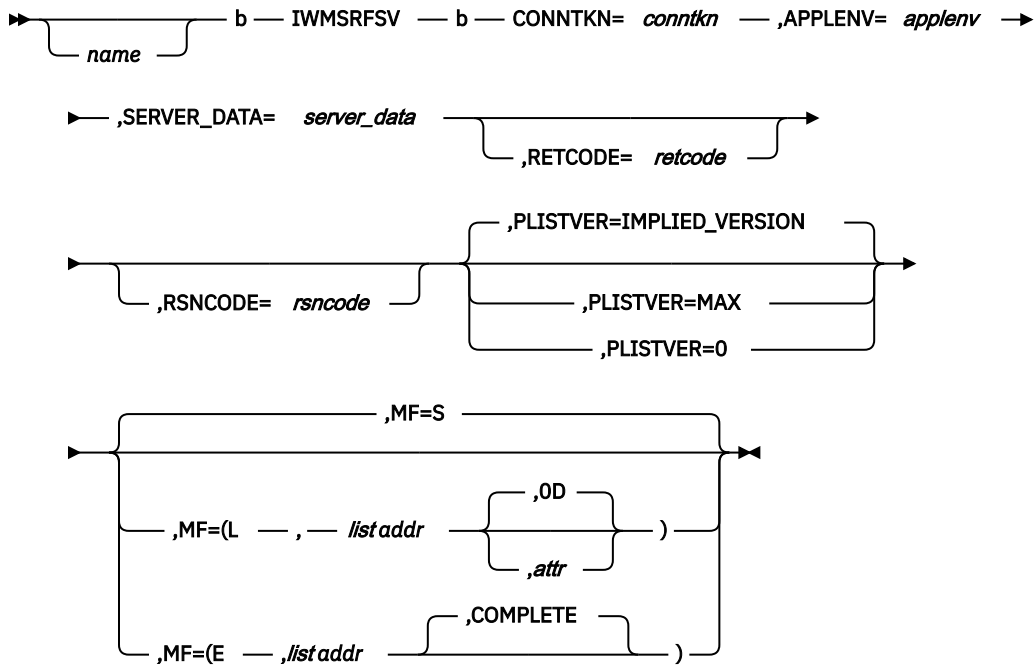 b IWMSRFSV b CONNTKN= conntkn ,APPLENV= applenv
name
,SERVER_DATA= server_data
,RETCODE= retcode
,PLISTVER=IMPLIED_VERSION
,RSNCODE= rsncode ,PLISTVER=MAX
,PLISTVER=0
,MF=S
,0D
,MF=(L , list addr )
,attr
,COMPLETE
,MF=(E ,list addr )